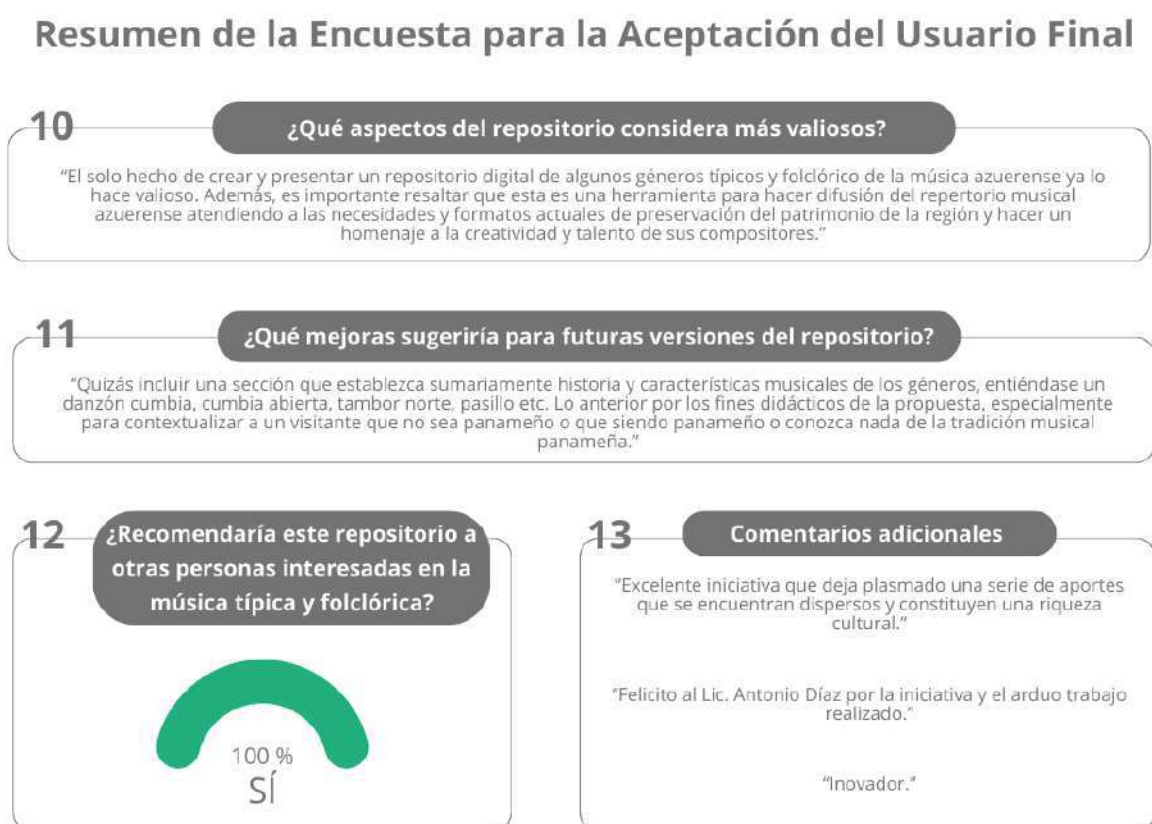 Resumen de la Encuesta para la Aceptación del Usuario Final
10
¿Qué aspectos del repositorio considera más valiosos?
“El solo hecho de crear y presentar un repositorio digital de algunos géneros típicos y folclórico de la música azuerense ya lo
hace valioso. Además, es importante resaltar que esta es una herramienta para hacer difusión del repertorio musical
azuerense atendiendo a las necesidades y formatos actuales de preservación del patrimonio de la región y hacer un
homenaje a la creatividad y talento de sus compositores.”
11
¿Qué mejoras sugeriría para futuras versiones del repositorio?
“Quizás incluir una sección que establezca sumariamente historia y características musicales de los géneros, entiéndase un
danzón cumbia, cumbia abierta, tambor norte, pasillo etc. Lo anterior por los fines didácticos de la propuesta, especialmente
para contextualizar a un visitante que no sea panameño o que siendo panameño o conozca nada de la tradición musical
panameña.”
12
¿Recomendaría este repositorio a
otras personas interesadas en la
música típica y folclórica?
100 %
SÍ
13
Comentarios adicionales
“Excelente iniciativa que deja plasmado una serie de aportes
que se encuentran dispersos y constituyen una riqueza
cultural.”
“Felicito al Lic. Antonio Díaz por la iniciativa y el arduo trabajo
realizado.”
“Inovador.”